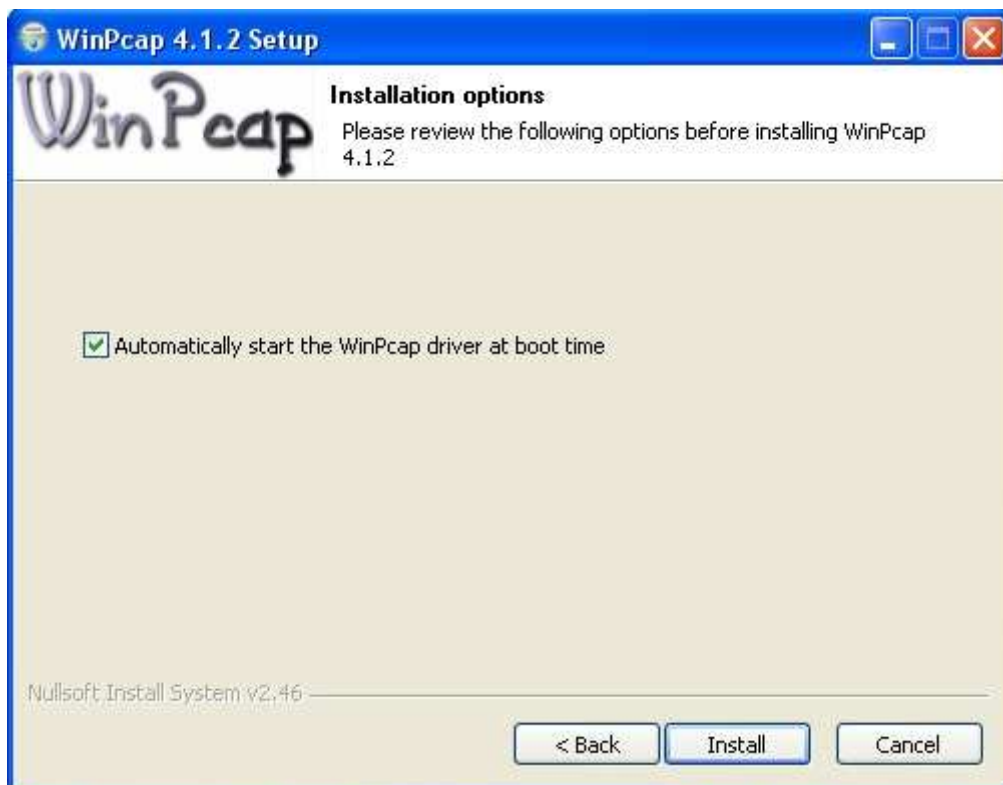 WinPcap 4.1.2 Setup
WinPcap
Installation options
Please review the following options before installing WinPcap
4.1.2
Automatically start the WinPcap driver at boot time
Nullsoft Install System v2.46
< Back
Install
Cancel